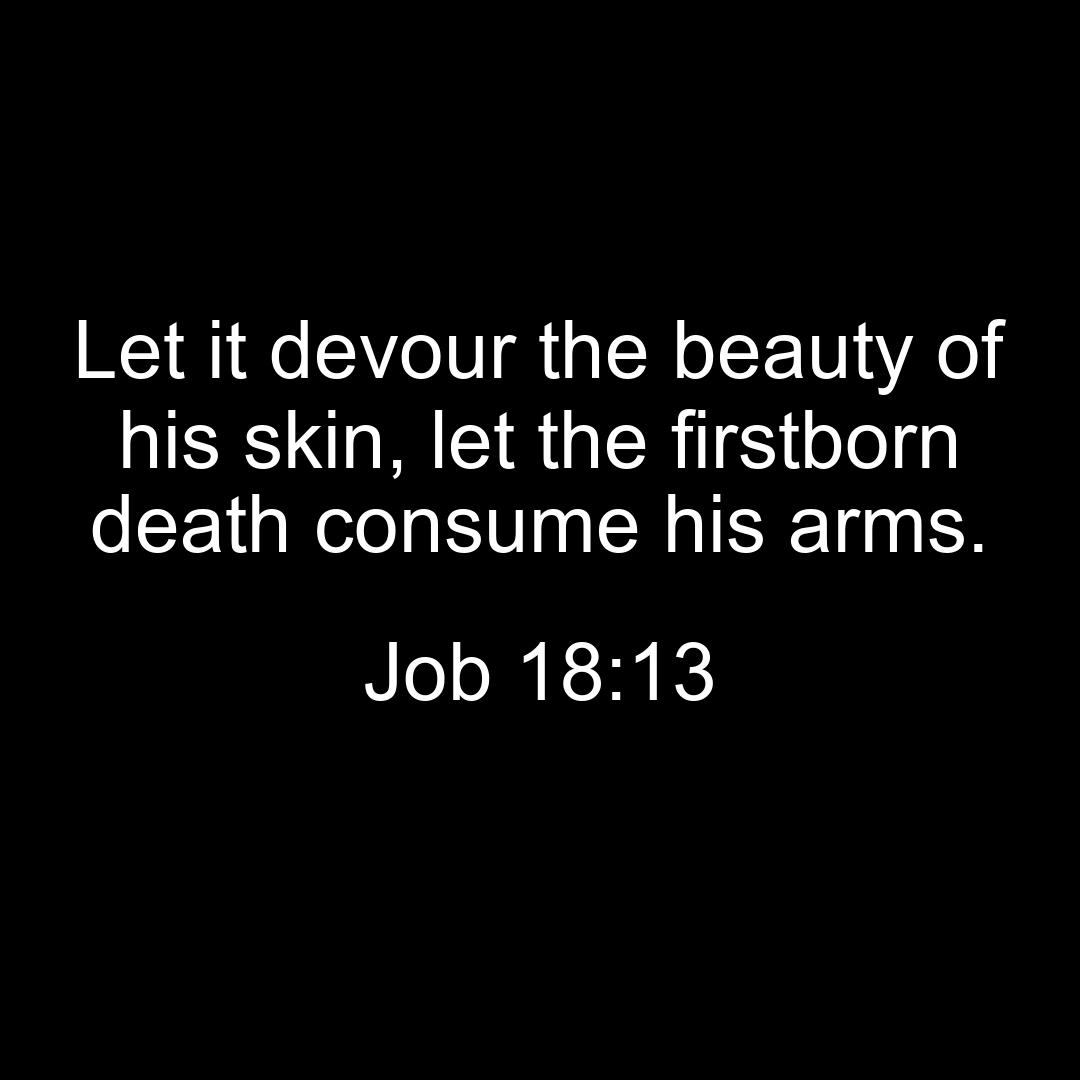 Let it devour the beauty of
his skin, let the firstborn
death consume his arms.
Job 18:13